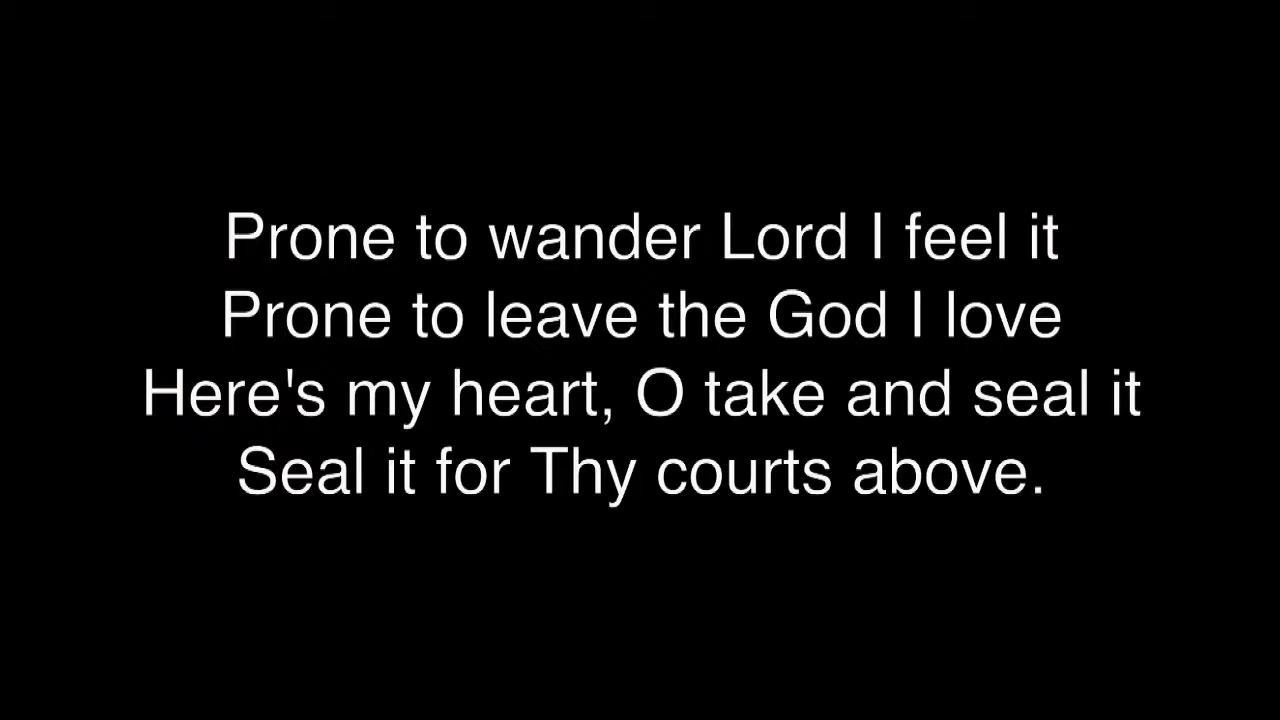 Prone to wander Lord I feel it
Prone to leave the God I love
Here's my heart, O take and seal it
Seal it for Thy courts above.